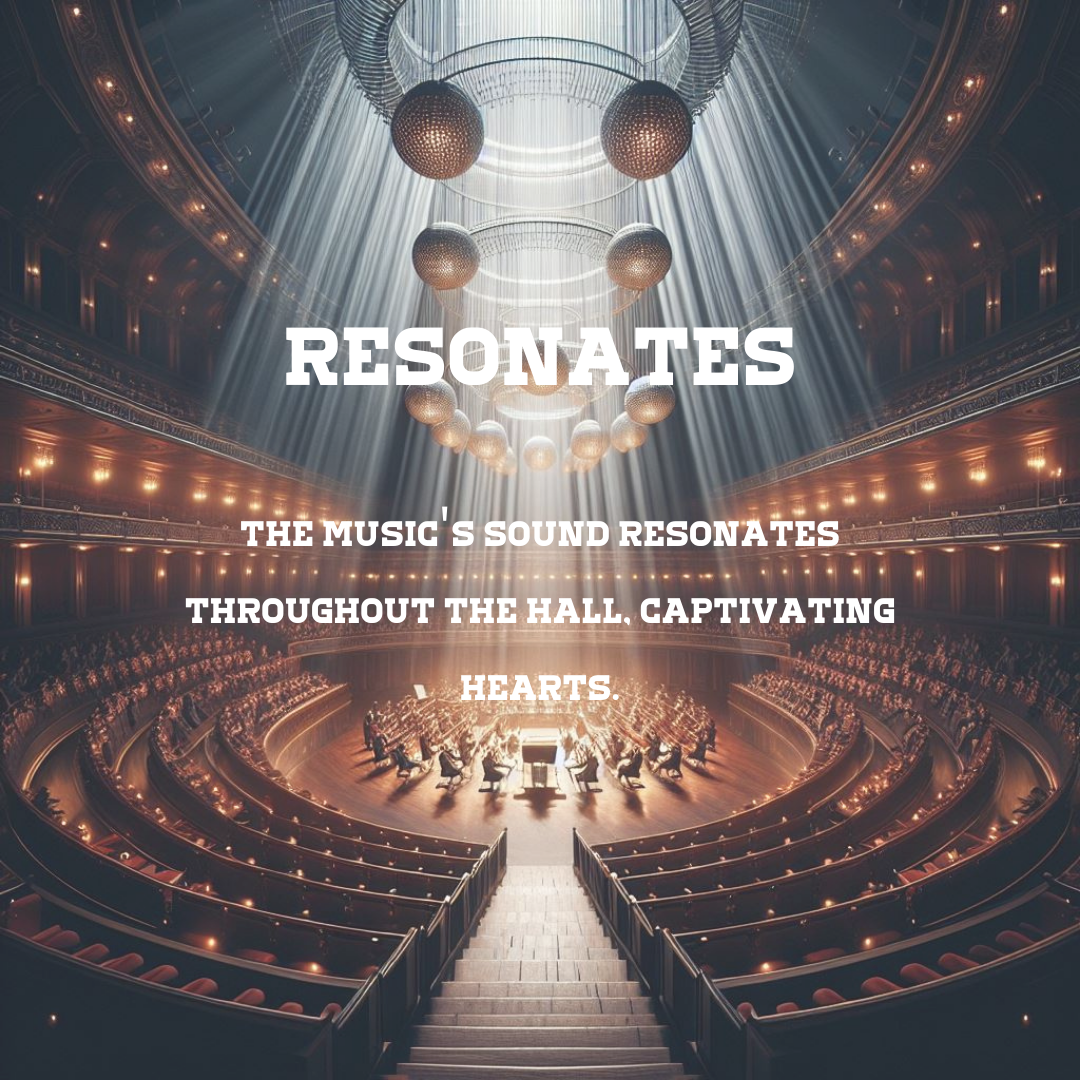 RESONATES
THE MUSIC'S SOUND RESONATES
THROUGHOUT THE HALL, CAPTIVATING
HEARTS.